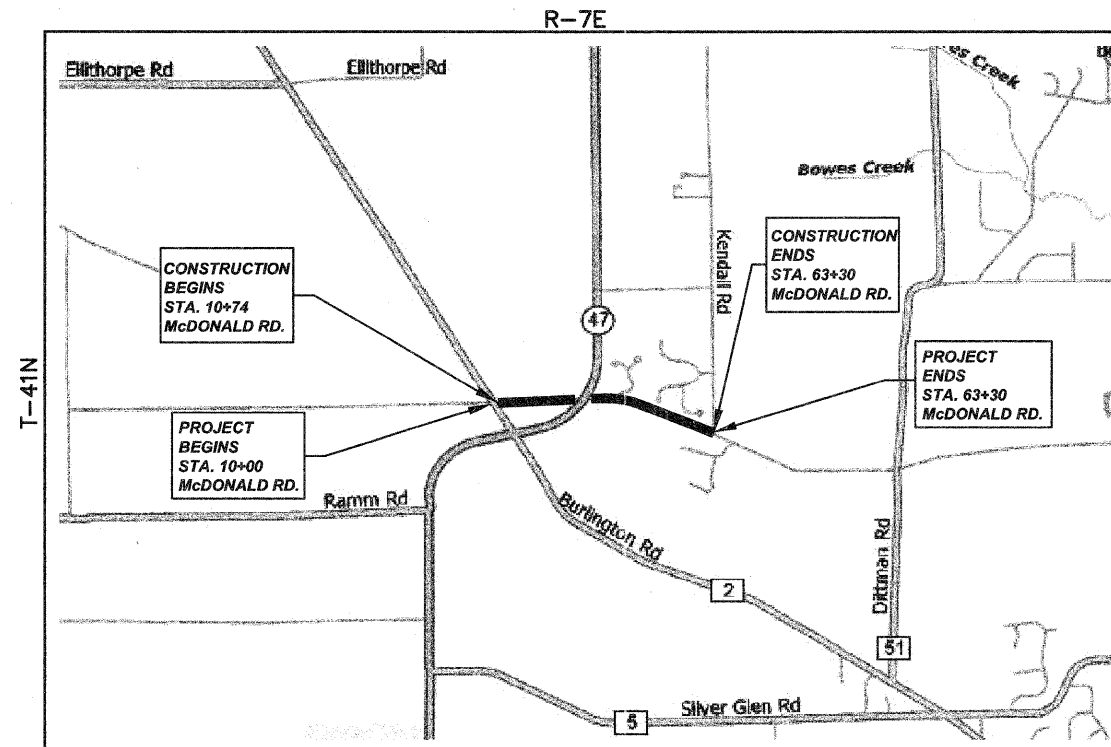 R-7E
T-41N
Ellithorpe Rd
Ellithorpe Rd
es Creek
Bowes Creek
Kendall Rd
CONSTRUCTION
BEGINS
STA. 10+74
McDONALD RD.
CONSTRUCTION
ENDS
STA. 63+30
McDONALD RD.
47
PROJECT
ENDS
STA. 63+30
McDONALD RD.
PROJECT
BEGINS
STA. 10+00
McDONALD RD.
Ramm Rd
Burlington Rd
Dittman Rd
2
51
Silver Glen Rd
5